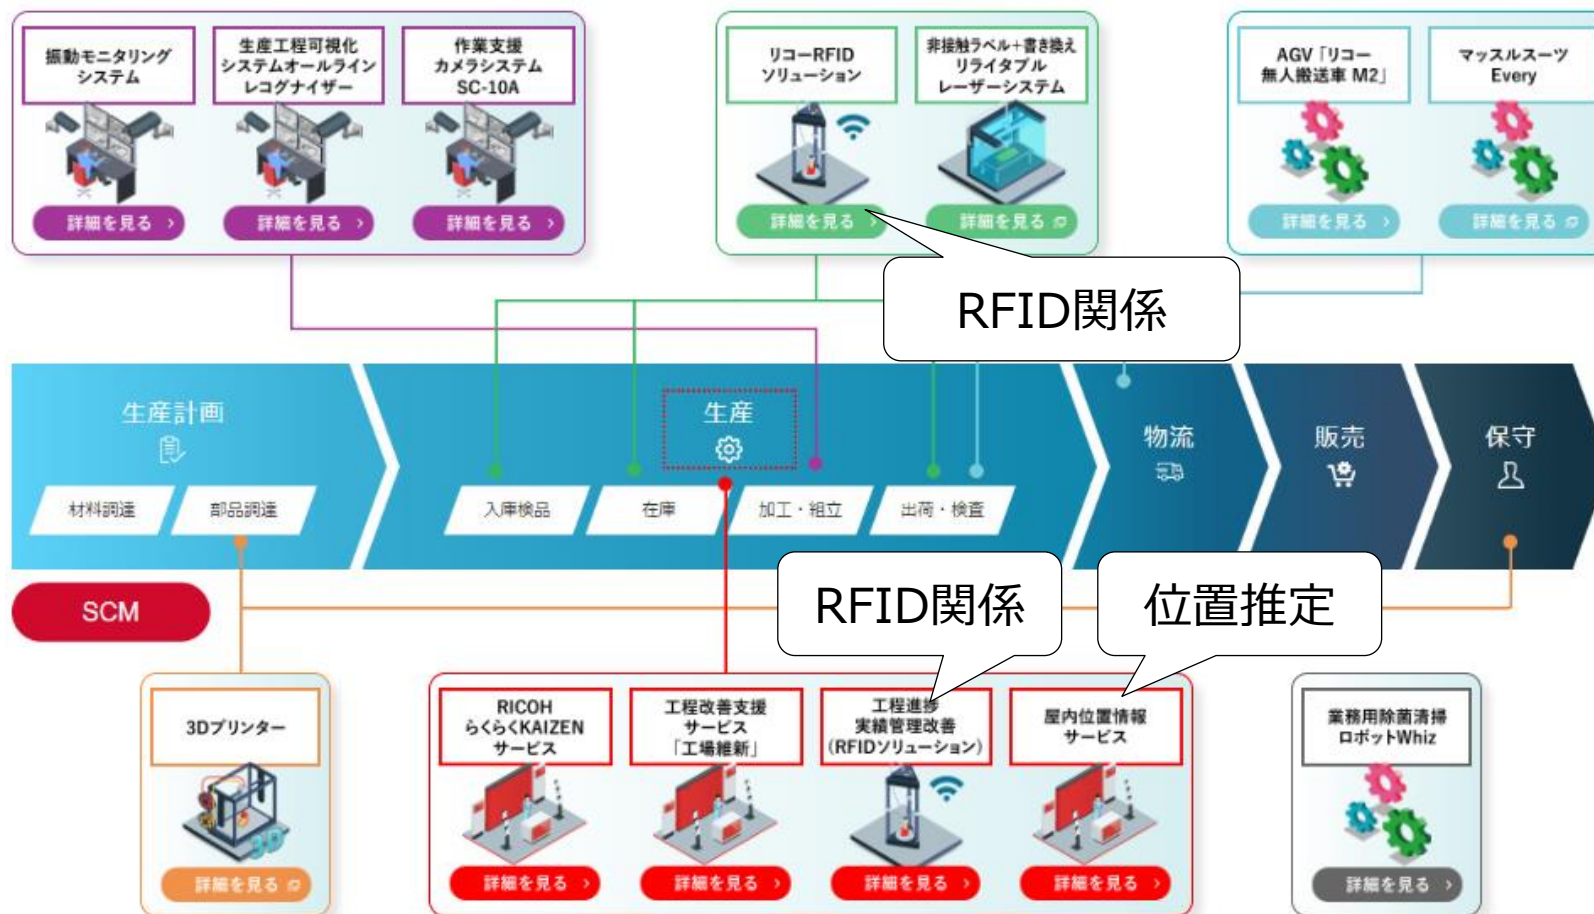 振動モニタリング
システム
生産工程可視化
システムオールライン
レコグナイザー
作業支援
カメラシステム
SC-10A
詳細を見る
詳細を見る
詳細を見る
リコーRFID
ソリューション
非接触ラベル+書き換え
リライタブル
レーザーシステム
詳細を見る
詳細を見る
AGV「リコー
無人搬送車 M2」
マッスルスーツ
Every
詳細を見る
詳細を見る
RFID関係
生産計画
材料調達
部品調達
生産
入庫検品
在庫
加工・組立
出荷・検査
物流
販売
保守
SCM
RFID関係
位置推定
3Dプリンター
3D
詳細を見る
RICOH
らくらくKAIZEN
サービス
工程改善支援
サービス
「工場維新」
工程進捗
実績管理改善
(RFIDソリューション)
屋内位置情報
サービス
詳細を見る
詳細を見る
詳細を見る
詳細を見る
業務用除菌清掃
ロボットWhiz
詳細を見る